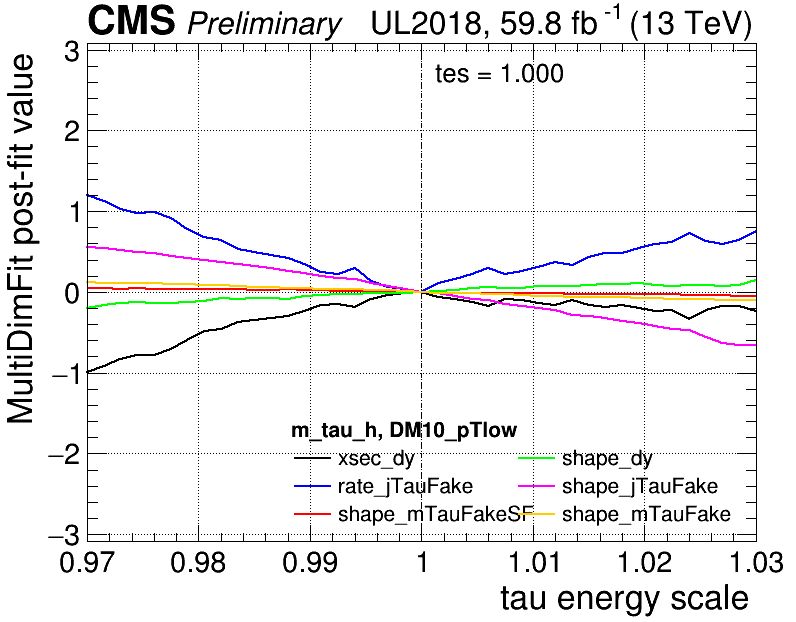 CMS Preliminary UL2018, 59.8 fb⁻¹ (13 TeV)
MultiDimFit post-fit value
3
2
1
0
−1
−2
−3
tes = 1.000
m_tau_h, DM10_pTlow
xsec_dy shape_dy
rate_jTauFake shape_jTauFake
shape_mTauFakeSF shape_mTauFake
0.97 0.98 0.99 1 1.01 1.02 1.03
tau energy scale